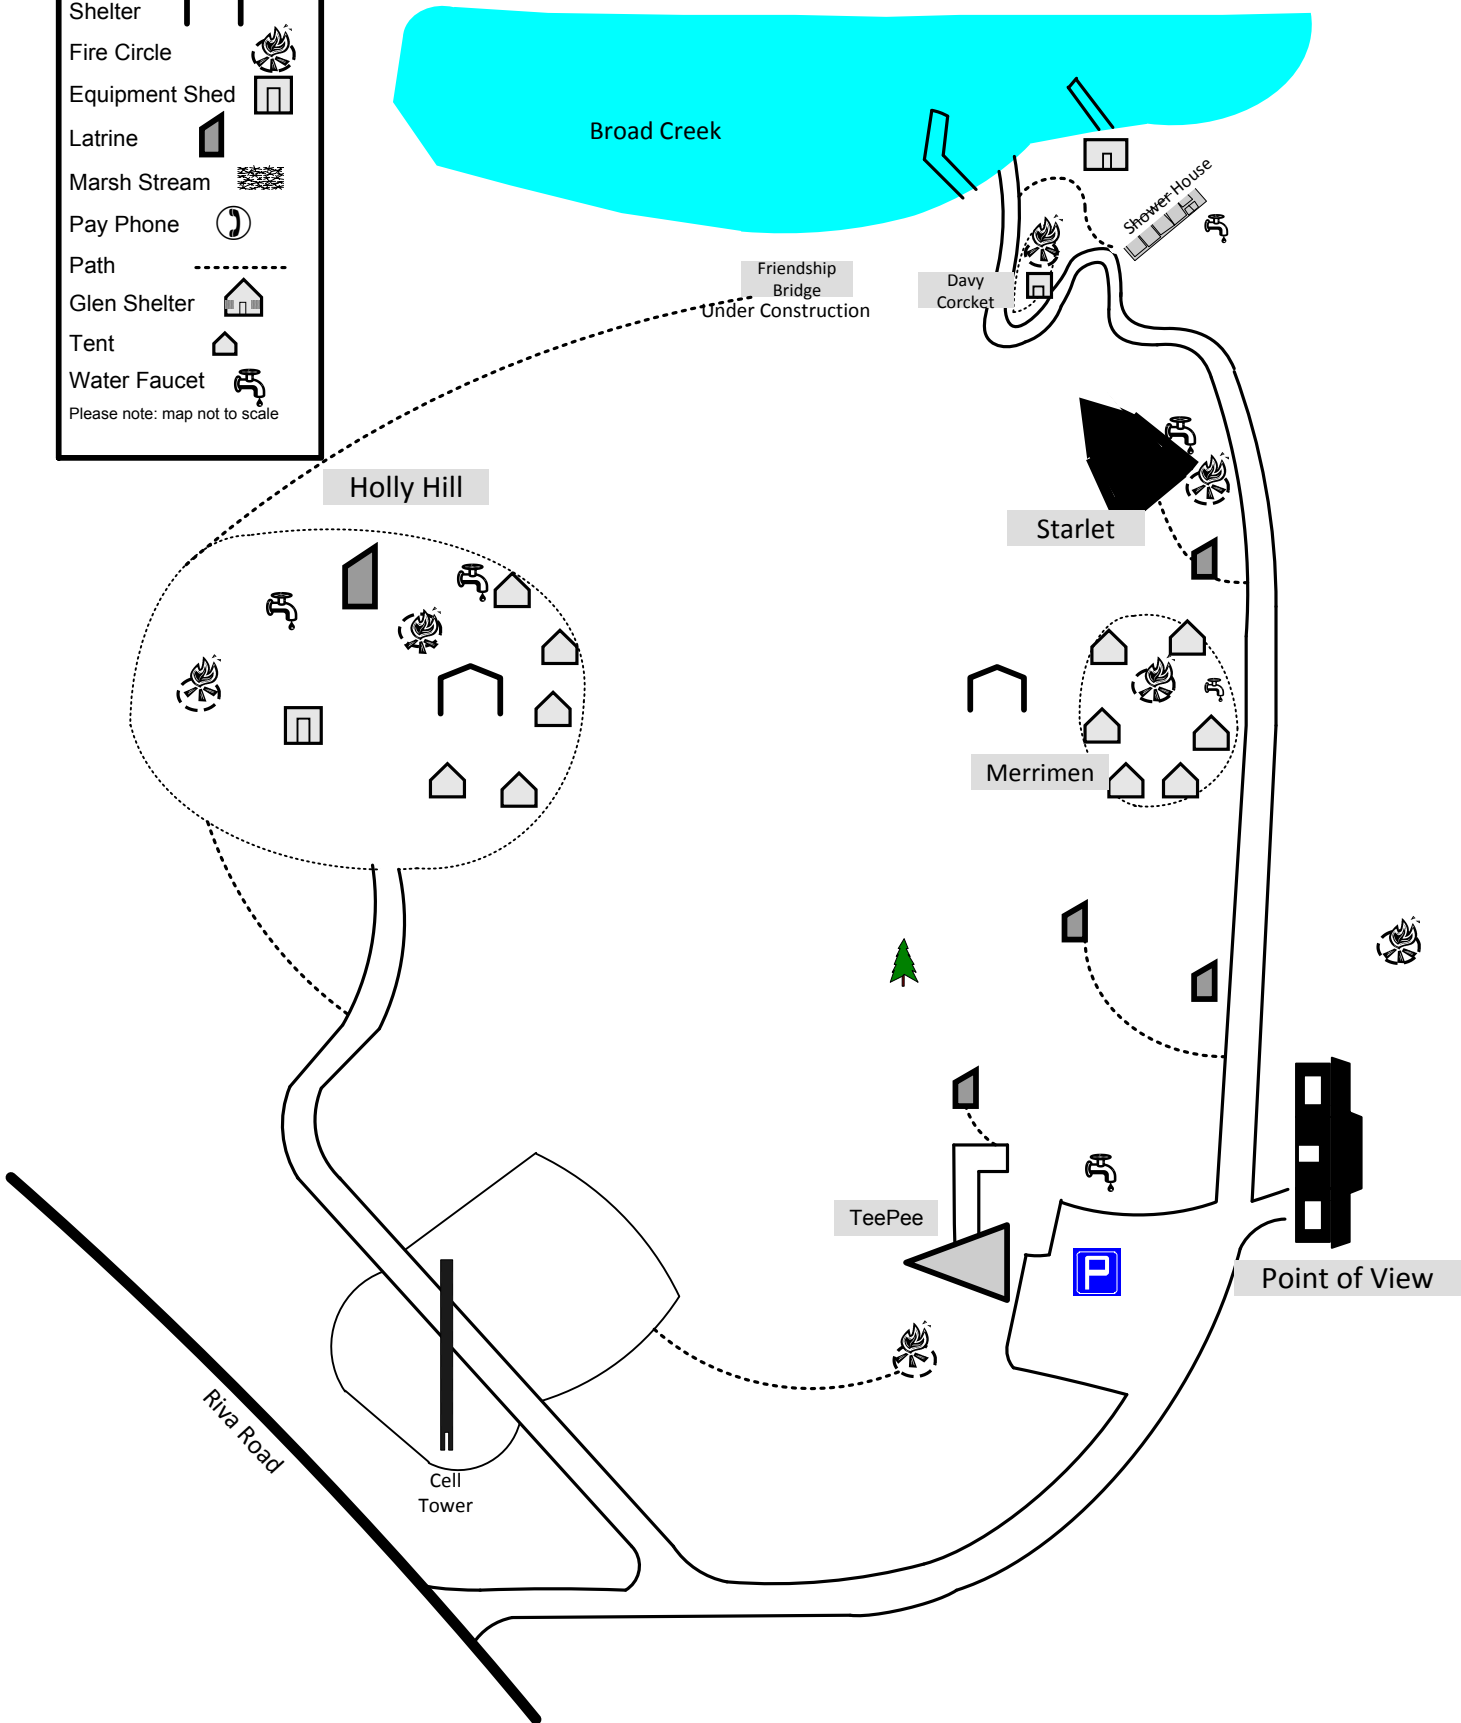 Shelter
Fire Circle
Equipment Shed
Latrine
Marsh Stream
Pay Phone
Path
Glen Shelter
Tent
Water Faucet
Please note: map not to scale
Broad Creek
Shower House
Friendship
Bridge
Under Construction
Davy
Corcket
Holly Hill
Starlet
Merrimen
TeePee
P
Point of View
Riva Road
Cell
Tower